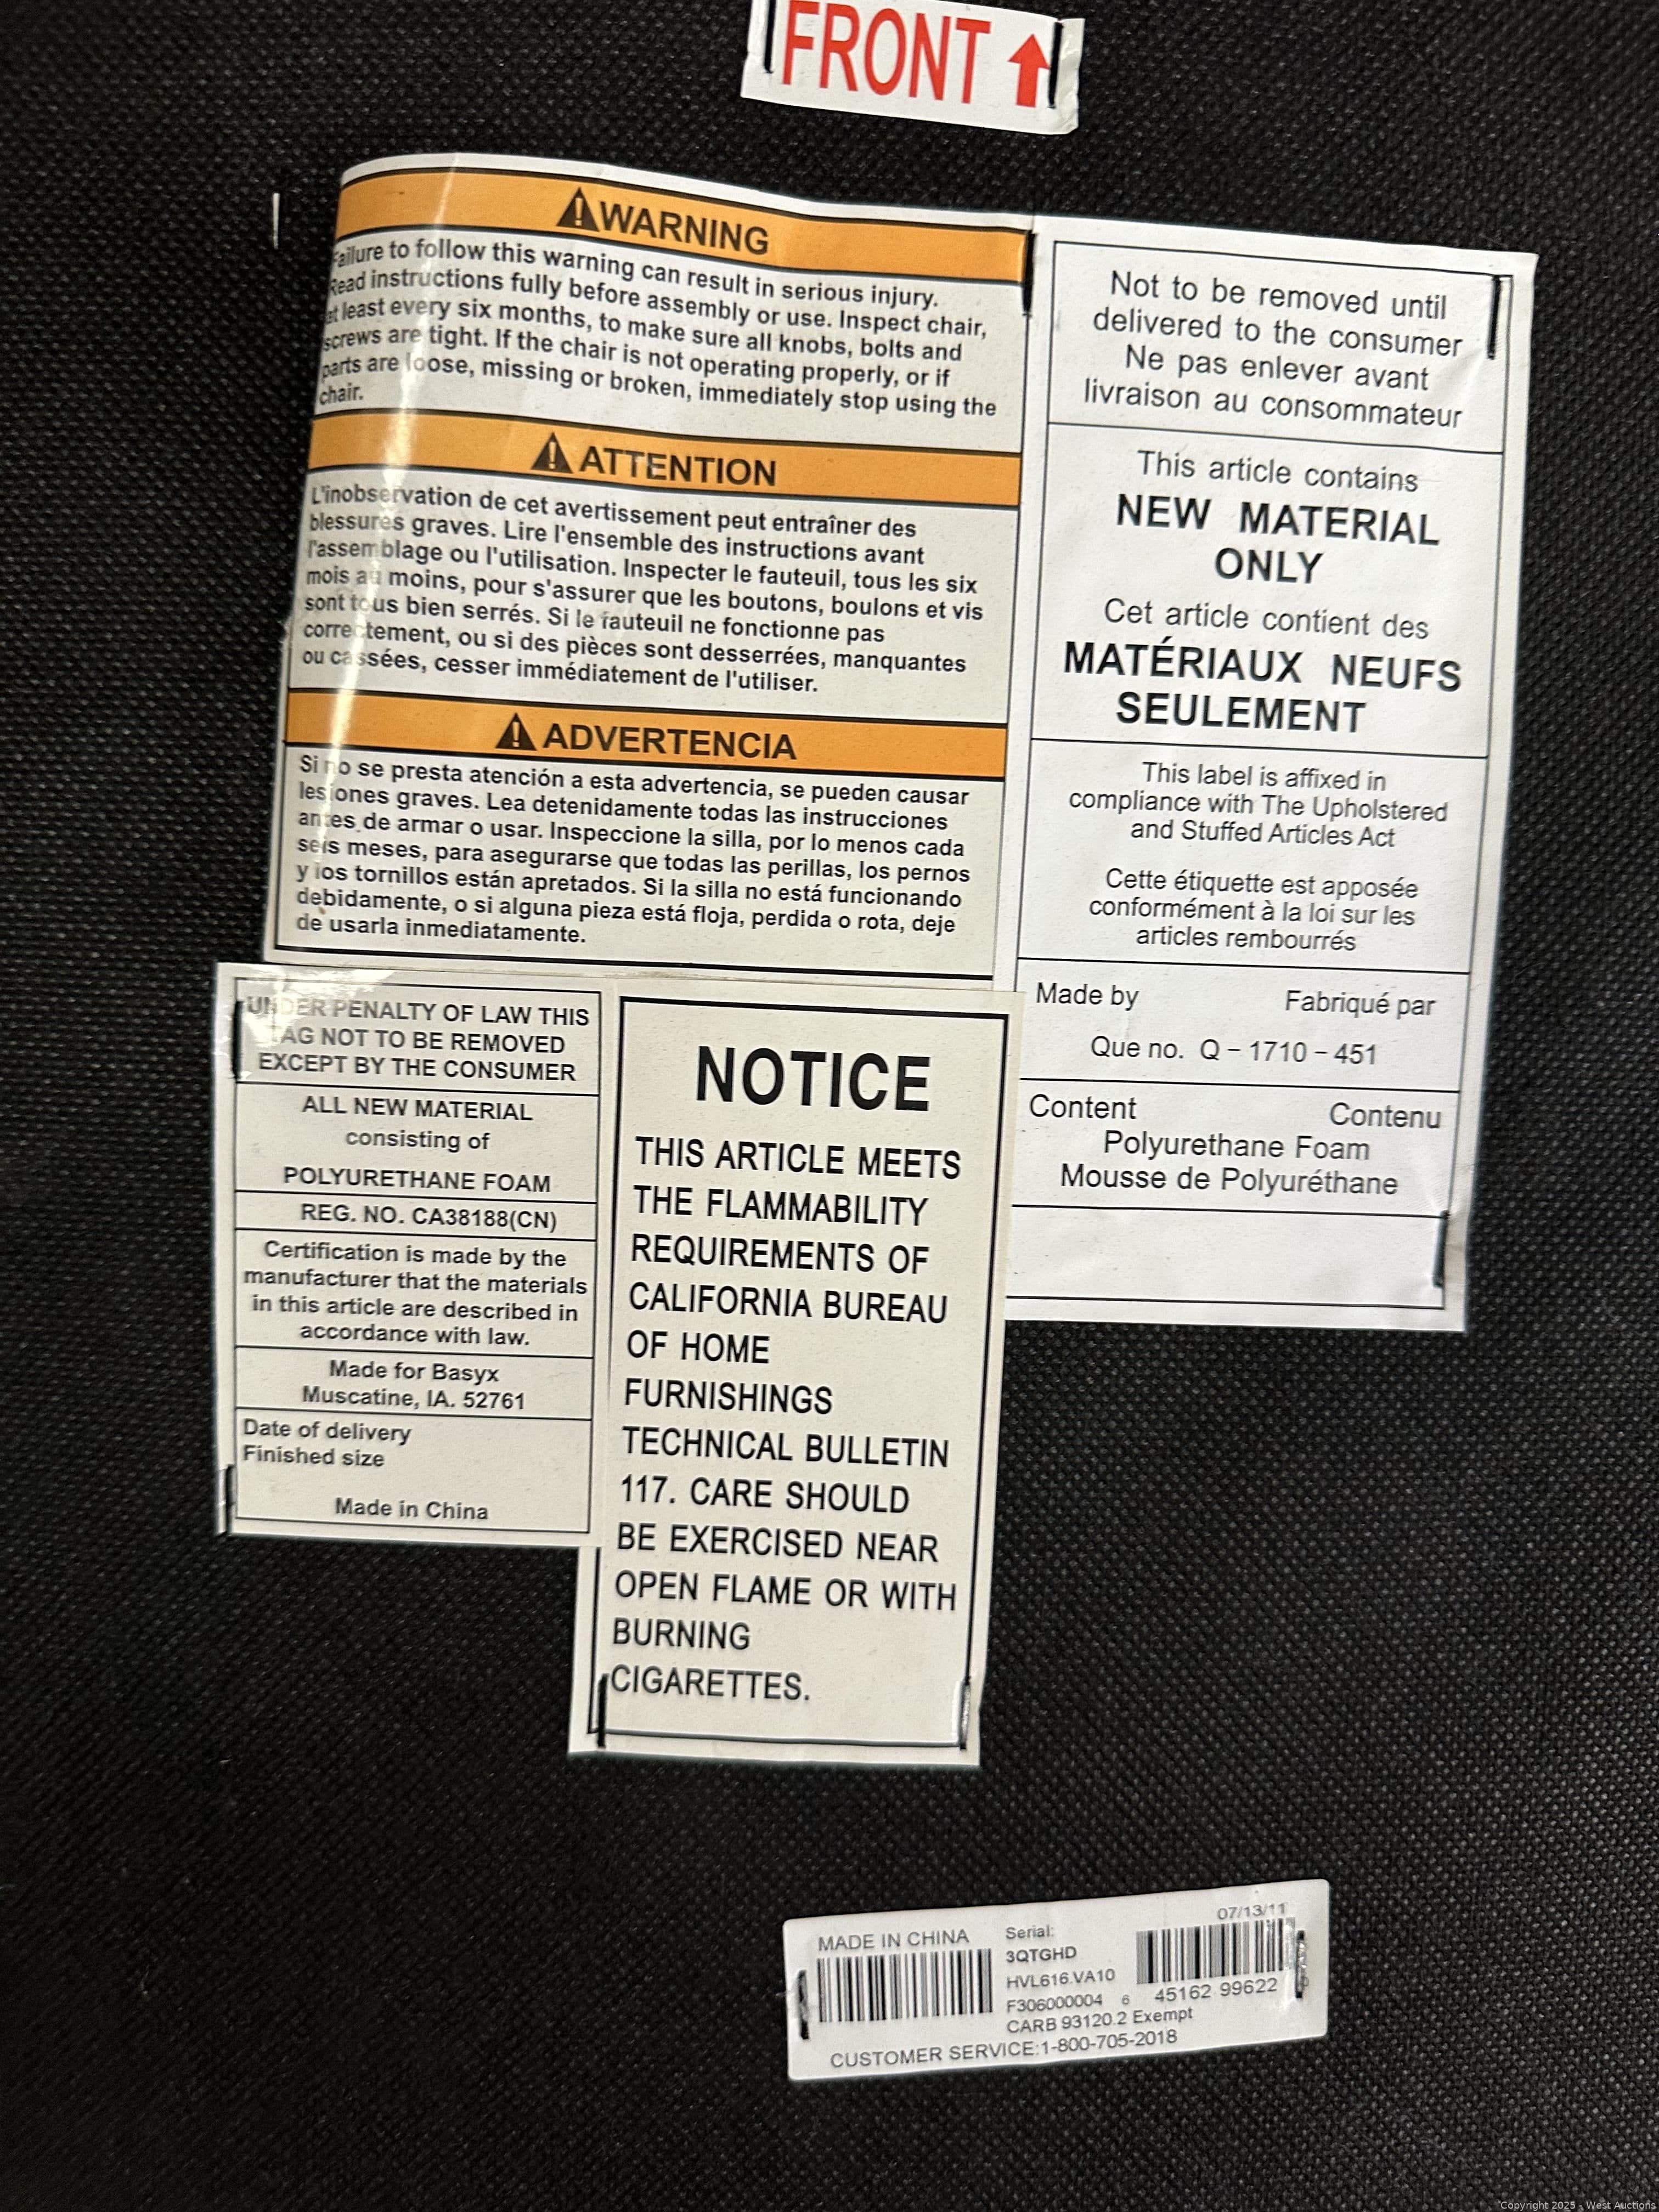 FRONT
WARNING
Failure to follow this warning can result in serious injury.
Read instructions fully before assembly or use. Inspect chair,
at least every six months, to make sure all knobs, bolts and
screws are tight. If the chair is not operating properly, or if
parts are loose, missing or broken, immediately stop using the
chair.
ATTENTION
L'inobservation de cet avertissement peut entraîner des
blessures graves. Lire l'ensemble des instructions avant
l'assemblage ou l'utilisation. Inspecter le fauteuil, tous les six
mois au moins, pour s'assurer que les boutons, boulons et vis
sont tous bien serrés. Si le fauteuil ne fonctionne pas
correctement, ou si des pièces sont desserrées, manquantes
ou cassées, cesser immédiatement de l'utiliser.
ADVERTENCIA
Si no se presta atención a esta advertencia, se pueden causar
lesiones graves. Lea detenidamente todas las instrucciones
antes de armar o usar. Inspeccione la silla, por lo menos cada
seis meses, para asegurarse que todas las perillas, los pernos
y los tornillos están apretados. Si la silla no está funcionando
debidamente, o si alguna pieza está floja, perdida o rota, deje
de usarla inmediatamente.
Not to be removed until
delivered to the consumer
Ne pas enlever avant
livraison au consommateur
This article contains
NEW MATERIAL
ONLY
Cet article contient des
MATÉRIAUX NEUFS
SEULEMENT
This label is affixed in
compliance with The Upholstered
and Stuffed Articles Act
Cette étiquette est apposée
conformément à la loi sur les
articles rembourrés
Made by Fabriqué par
Que no. Q – 1710 – 451
Content Contenu
Polyurethane Foam
Mousse de Polyuréthane
UNDER PENALTY OF LAW THIS
TAG NOT TO BE REMOVED
EXCEPT BY THE CONSUMER
ALL NEW MATERIAL
consisting of
POLYURETHANE FOAM
REG. NO. CA38188(CN)
Certification is made by the
manufacturer that the materials
in this article are described in
accordance with law.
Made for Basyx
Muscatine, IA. 52761
Date of delivery
Finished size
Made in China
NOTICE
THIS ARTICLE MEETS
THE FLAMMABILITY
REQUIREMENTS OF
CALIFORNIA BUREAU
OF HOME
FURNISHINGS
TECHNICAL BULLETIN
117. CARE SHOULD
BE EXERCISED NEAR
OPEN FLAME OR WITH
BURNING
CIGARETTES.
MADE IN CHINA
Serial:
3QTGHD
HVL616.VA10
F306000004
CARB 93120.2 Exempt
07/13/11
6 45162 99622
CUSTOMER SERVICE:1-800-705-2018
Copyright 2025 - West Auctions